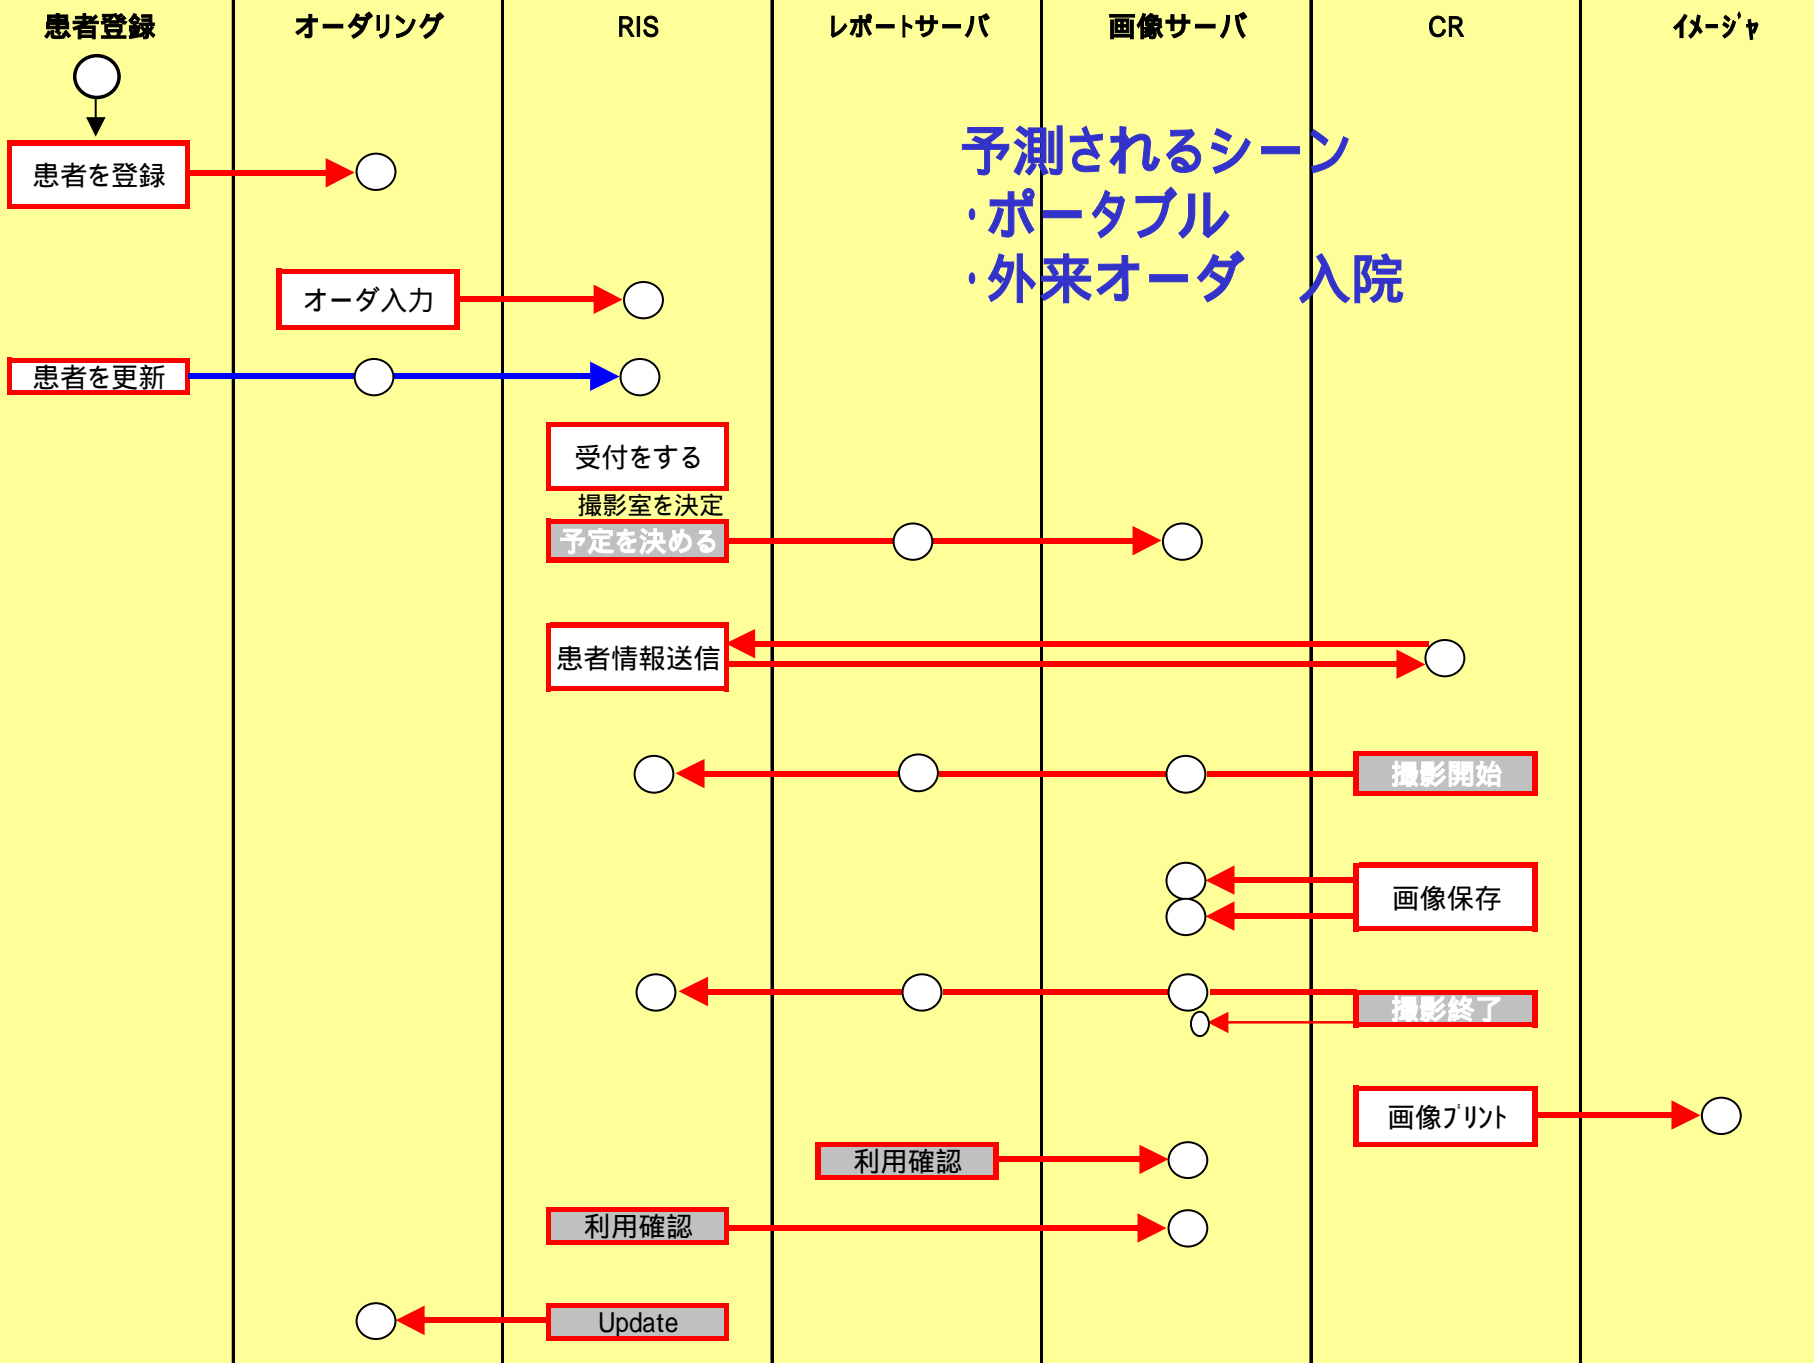 患者登録
オーダリング
RIS
レポートサーバ
画像サーバ
CR
イメージャ
患者を登録
予測されるシーン
・ポータブル
・外来オーダ　入院
オーダ入力
患者を更新
受付をする
撮影室を決定
予定を決める
患者情報送信
撮影開始
画像保存
撮影終了
画像プリント
利用確認
利用確認
Update